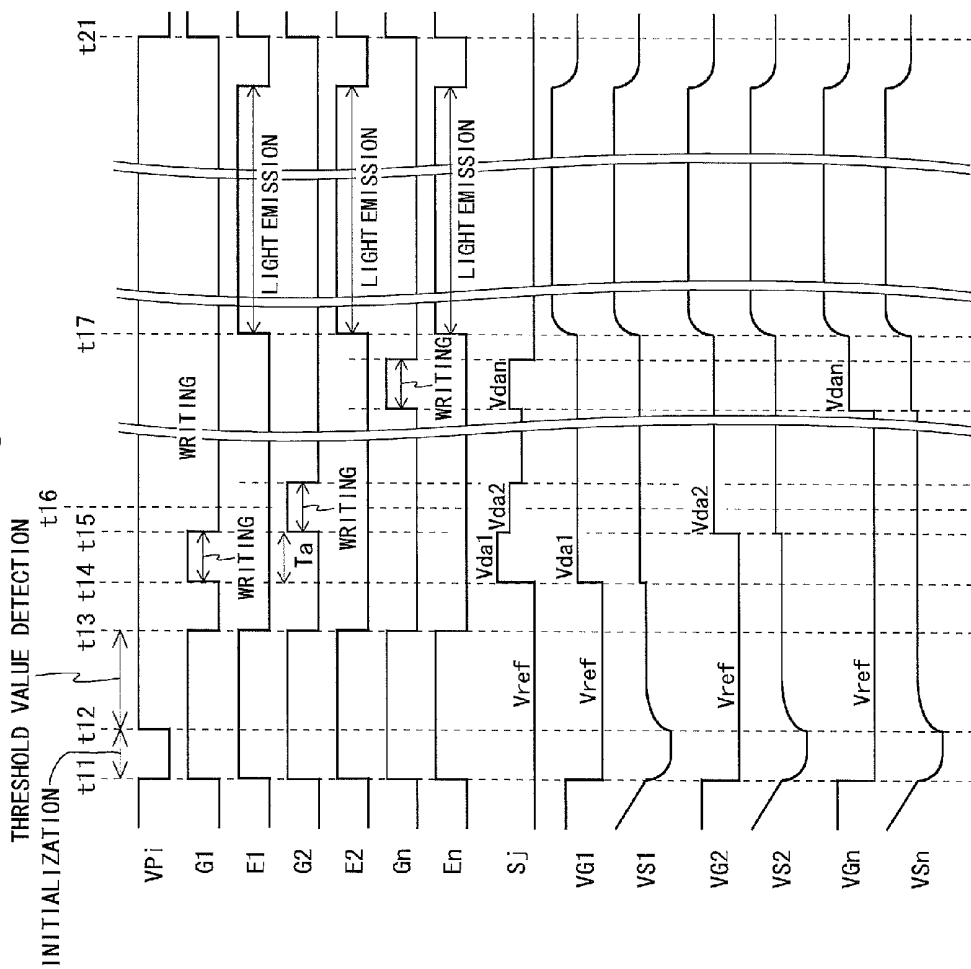 THRESHOLD VALUE DETECTION
INITIALIZATION
t11 t12 t13 t14 t15 t16 t17 t21
VPi
G1 WRITING WRITING
E1 LIGHT EMISSION
G2 Ta WRITING
E2 LIGHT EMISSION
Gn WRITING
En LIGHT EMISSION
Sj Vref Vda1 Vda2 Vdan
VG1 Vref Vda1
VS1
VG2 Vref Vda2
VS2
VGn Vref Vdan
VSn